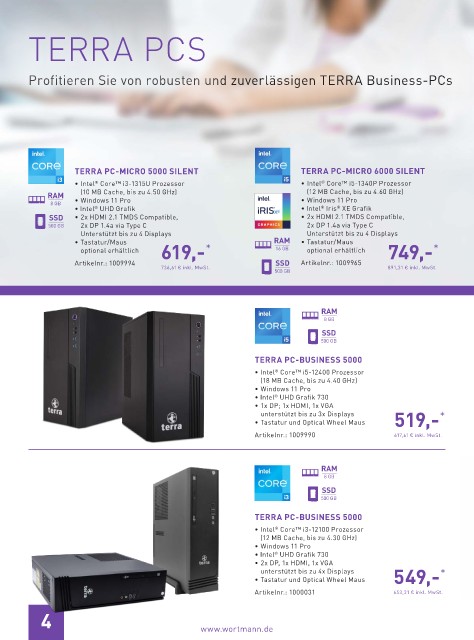 TERRA PCS
Profitieren Sie von robusten und zuverlässigen TERRA Business-PCs
intel
CORE
i3
RAM
8 GB
SSD
TERRA PC-MICRO 5000 SILENT
• Intel® Core™ i3-1315U Prozessor
(10 MB Cache, bis zu 4.50 GHz)
• Windows 11 Pro
• Intel® UHD Grafik
• 2x HDMI 2.1 TMDS Compatible,
2x DP 1.4a via Type C
Unterstützt bis zu 4 Displays
• Tastatur/Maus
optional erhältlich
Artikelnr.: 1009994
619,-*
736,61 € inkl. MwSt.
intel
CORE
i5
intel
iRIS xe
GRAPHICS
RAM
16 GB
SSD
500 GB
TERRA PC-MICRO 6000 SILENT
• Intel® Core™ i5-1340P Prozessor
(12 MB Cache, bis zu 4.60 GHz)
• Windows 11 Pro
• Intel® Iris® XE Grafik
• 2x HDMI 2.1 TMDS Compatible,
2x DP 1.4a via Type C
Unterstützt bis zu 4 Displays
• Tastatur/Maus
optional erhältlich
Artikelnr.: 1009965
749,-*
891,31 € inkl. MwSt.
intel
CORE
i5
RAM
8 GB
SSD
500 GB
TERRA PC-BUSINESS 5000
• Intel® Core™ i5-12400 Prozessor
(18 MB Cache, bis zu 4.40 GHz)
• Windows 11 Pro
• Intel® UHD Grafik 730
• 1x DP, 1x HDMI, 1x VGA
unterstützt bis zu 3x Displays
• Tastatur und Optical Wheel Maus
Artikelnr.: 1009990
519,-*
617,61 € inkl. MwSt.
terra
terra
intel
CORE
i3
RAM
8 GB
SSD
500 GB
TERRA PC-BUSINESS 5000
• Intel® Core™ i3-12100 Prozessor
(12 MB Cache, bis zu 4.30 GHz)
• Windows 11 Pro
• Intel® UHD Grafik 730
• 2x DP, 1x HDMI, 1x VGA
unterstützt bis zu 4x Displays
• Tastatur und Optical Wheel Maus
Artikelnr.: 1000031
549,-*
653,31 € inkl. MwSt.
terra
4
www.wortmann.de